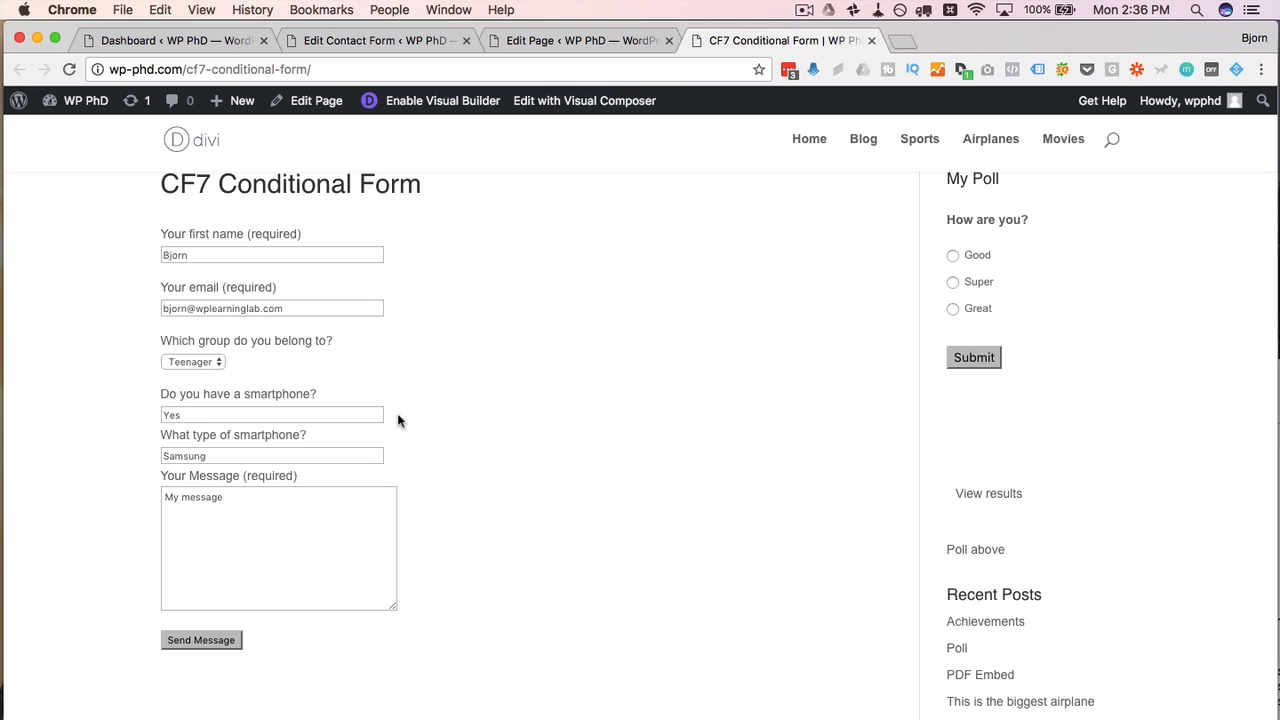 Chrome File Edit View History Bookmarks People Window Help 100% Mon 2:36 PM
Dashboard ‹ WP PhD — WordP Edit Contact Form ‹ WP PhD — Edit Page ‹ WP PhD — WordPr CF7 Conditional Form | WP Ph Bjorn
wp-phd.com/cf7-conditional-form/
WP PhD 1 0 New Edit Page Enable Visual Builder Edit with Visual Composer Get Help Howdy, wpphd
D divi Home Blog Sports Airplanes Movies
CF7 Conditional Form
Your first name (required)
Bjorn
Your email (required)
bjorn@wplearninglab.com
Which group do you belong to?
Teenager
Do you have a smartphone?
Yes
What type of smartphone?
Samsung
Your Message (required)
My message
Send Message
My Poll
How are you?
Good
Super
Great
Submit
View results
Poll above
Recent Posts
Achievements
Poll
PDF Embed
This is the biggest airplane